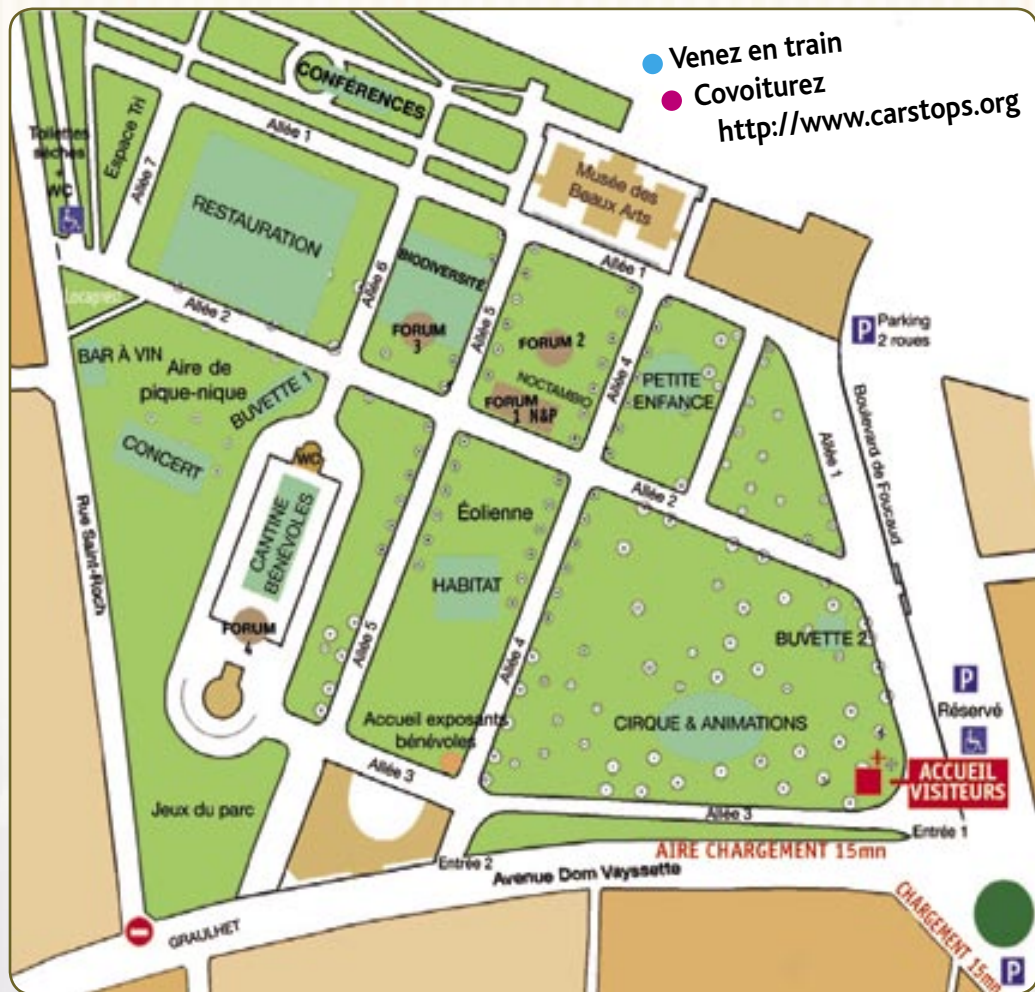 Venez en train
Covoiturez
http://www.carstops.org
CONFÉRENCES
Toilettes
sèches
+
WC
Espace Tri
Allée 7
Allée 1
Musée des
Beaux Arts
RESTAURATION
Allée 6
BIODIVERSITÉ
Allée 5
Allée 1
FORUM
3
FORUM 2
Allée 4
Locagrest
Allée 2
P
Parking
2 roues
BAR À VIN
Aire de
pique-nique
BUVETTE 1
NOCTAMBIO
FORUM
1 N&P
PETITE
ENFANCE
Allée 1
Boulevard de Foucaud
CONCERT
WC
Allée 2
CANTINE
BÉNÉVOLES
Éolienne
HABITAT
Rue Saint-Roch
FORUM
4
Allée 5
Allée 4
BUVETTE 2
P
Réservé
Accueil exposants
bénévoles
CIRQUE & ANIMATIONS
Allée 3
ACCUEIL
VISITEURS
Jeux du parc
Allée 3
Entrée 1
AIRE CHARGEMENT 15mn
Entrée 2
Avenue Dom Vayssette
CHARGEMENT 15mn
GRAULHET
P